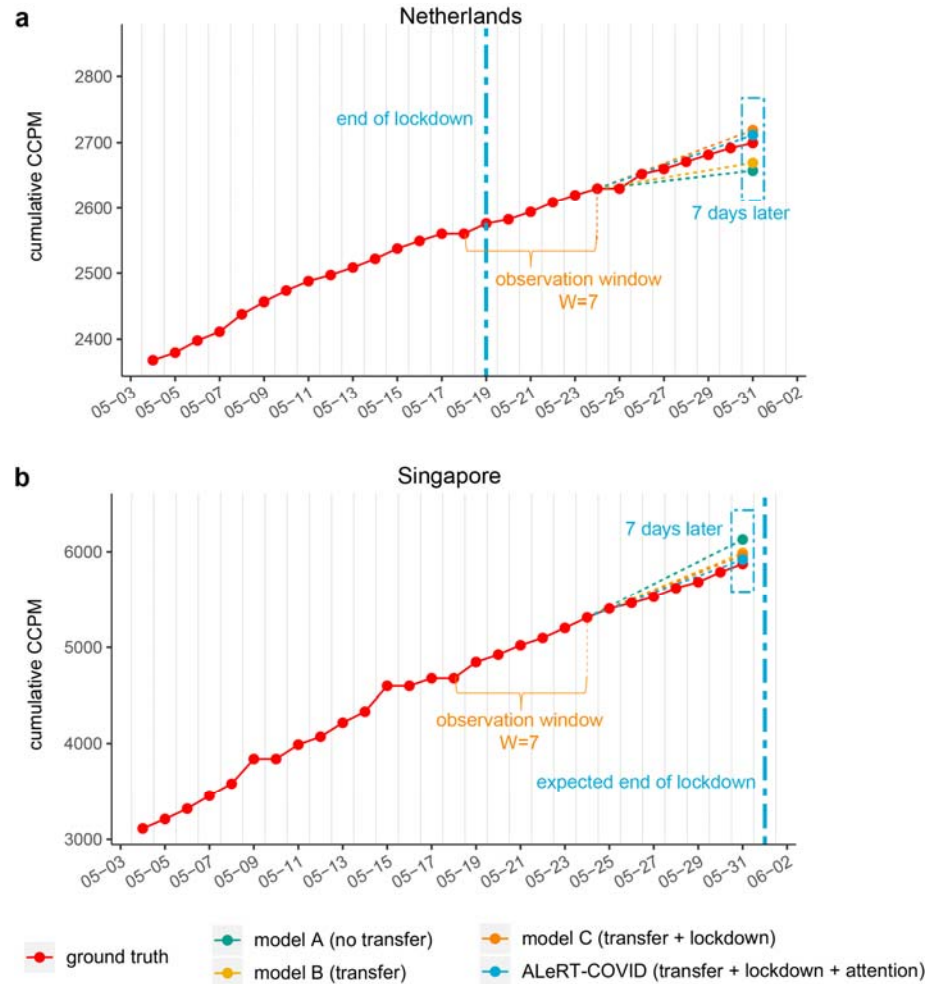 a
Netherlands
cumulative CCPM
2800
2700
2600
2500
2400
end of lockdown
7 days later
observation window
W=7
05−03
05−05
05−07
05−09
05−11
05−13
05−15
05−17
05−19
05−21
05−23
05−25
05−27
05−29
05−31
06−02
b
Singapore
cumulative CCPM
6000
5000
4000
3000
7 days later
observation window
W=7
expected end of lockdown
05−03
05−05
05−07
05−09
05−11
05−13
05−15
05−17
05−19
05−21
05−23
05−25
05−27
05−29
05−31
06−02
ground truth
model A (no transfer)
model B (transfer)
model C (transfer + lockdown)
ALeRT-COVID (transfer + lockdown + attention)